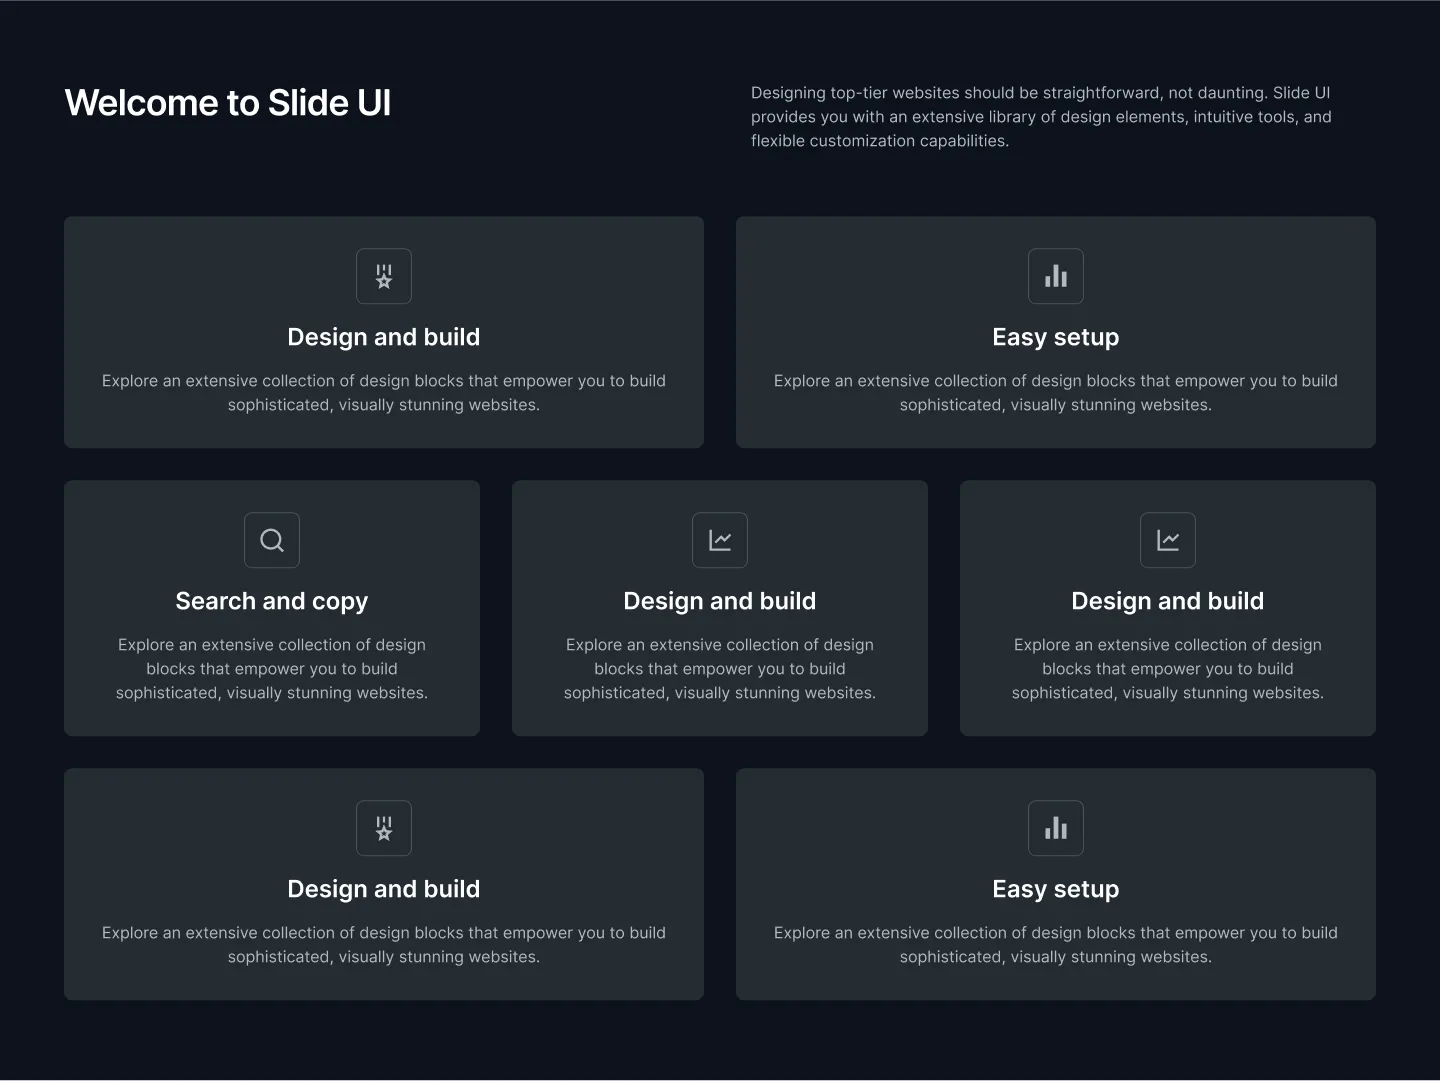 Welcome to Slide UI
Designing top-tier websites should be straightforward, not daunting. Slide UI
provides you with an extensive library of design elements, intuitive tools, and
flexible customization capabilities.
Design and build
Explore an extensive collection of design blocks that empower you to build
sophisticated, visually stunning websites.
Easy setup
Explore an extensive collection of design blocks that empower you to build
sophisticated, visually stunning websites.
Search and copy
Explore an extensive collection of design
blocks that empower you to build
sophisticated, visually stunning websites.
Design and build
Explore an extensive collection of design
blocks that empower you to build
sophisticated, visually stunning websites.
Design and build
Explore an extensive collection of design
blocks that empower you to build
sophisticated, visually stunning websites.
Design and build
Explore an extensive collection of design blocks that empower you to build
sophisticated, visually stunning websites.
Easy setup
Explore an extensive collection of design blocks that empower you to build
sophisticated, visually stunning websites.